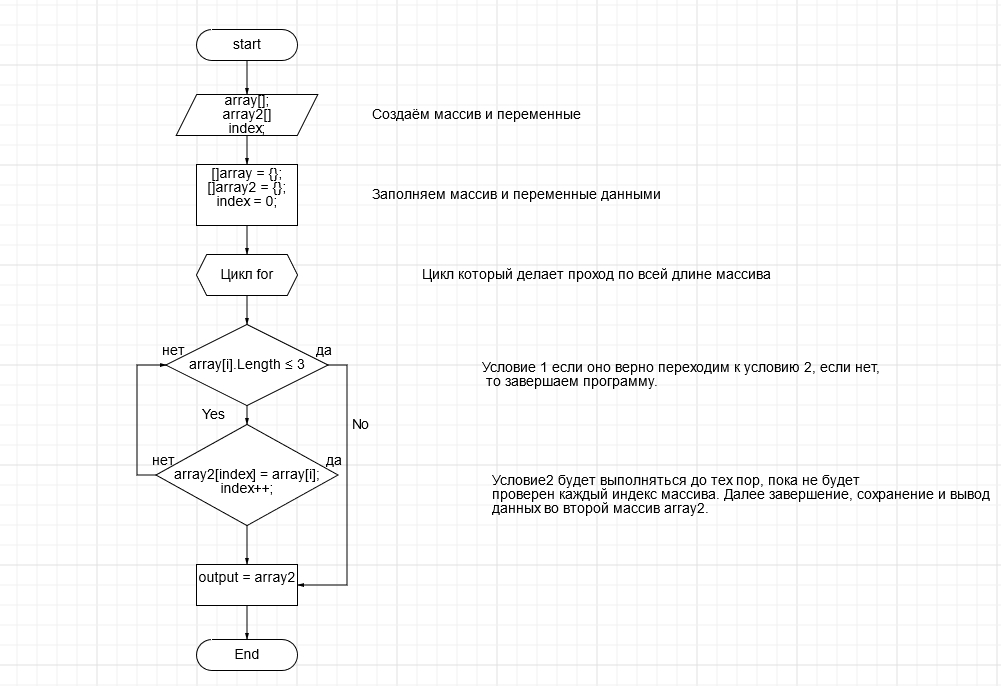 start
array[];
array2[]
index;
Создаём массив и переменные
[]array = {};
[]array2 = {};
index = 0;
Заполняем массив и переменные данными
Цикл for
Цикл который делает проход по всей длине массива
нет
да
array[i].Length ≤ 3
Условие 1 если оно верно переходим к условию 2, если нет,
то завершаем программу.
Yes
No
нет
да
array2[index] = array[i];
index++;
Условие2 будет выполняться до тех пор, пока не будет
проверен каждый индекс массива. Далее завершение, сохранение и вывод
данных во второй массив array2.
output = array2
End